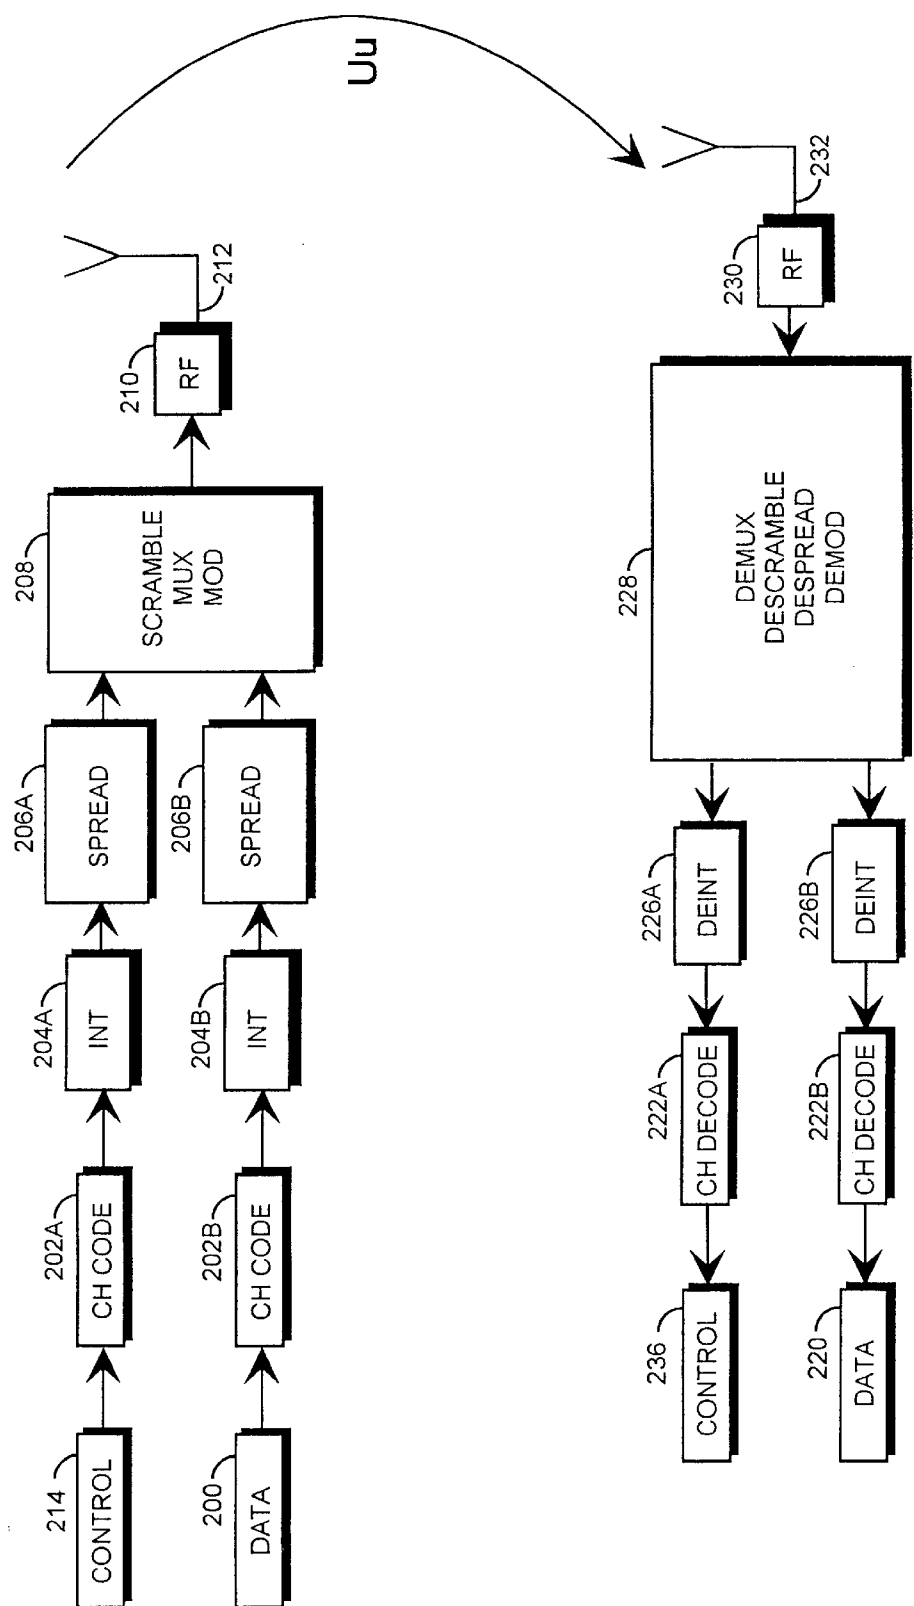 214
CONTROL
202A
CH CODE
204A
INT
206A
SPREAD
208
SCRAMBLE
MUX
MOD
210
RF
212
200
DATA
202B
CH CODE
204B
INT
206B
SPREAD
Uu
236
CONTROL
222A
CH DECODE
226A
DEINT
228
DEMUX
DESCRAMBLE
DESPREAD
DEMOD
230
RF
232
220
DATA
222B
CH DECODE
226B
DEINT